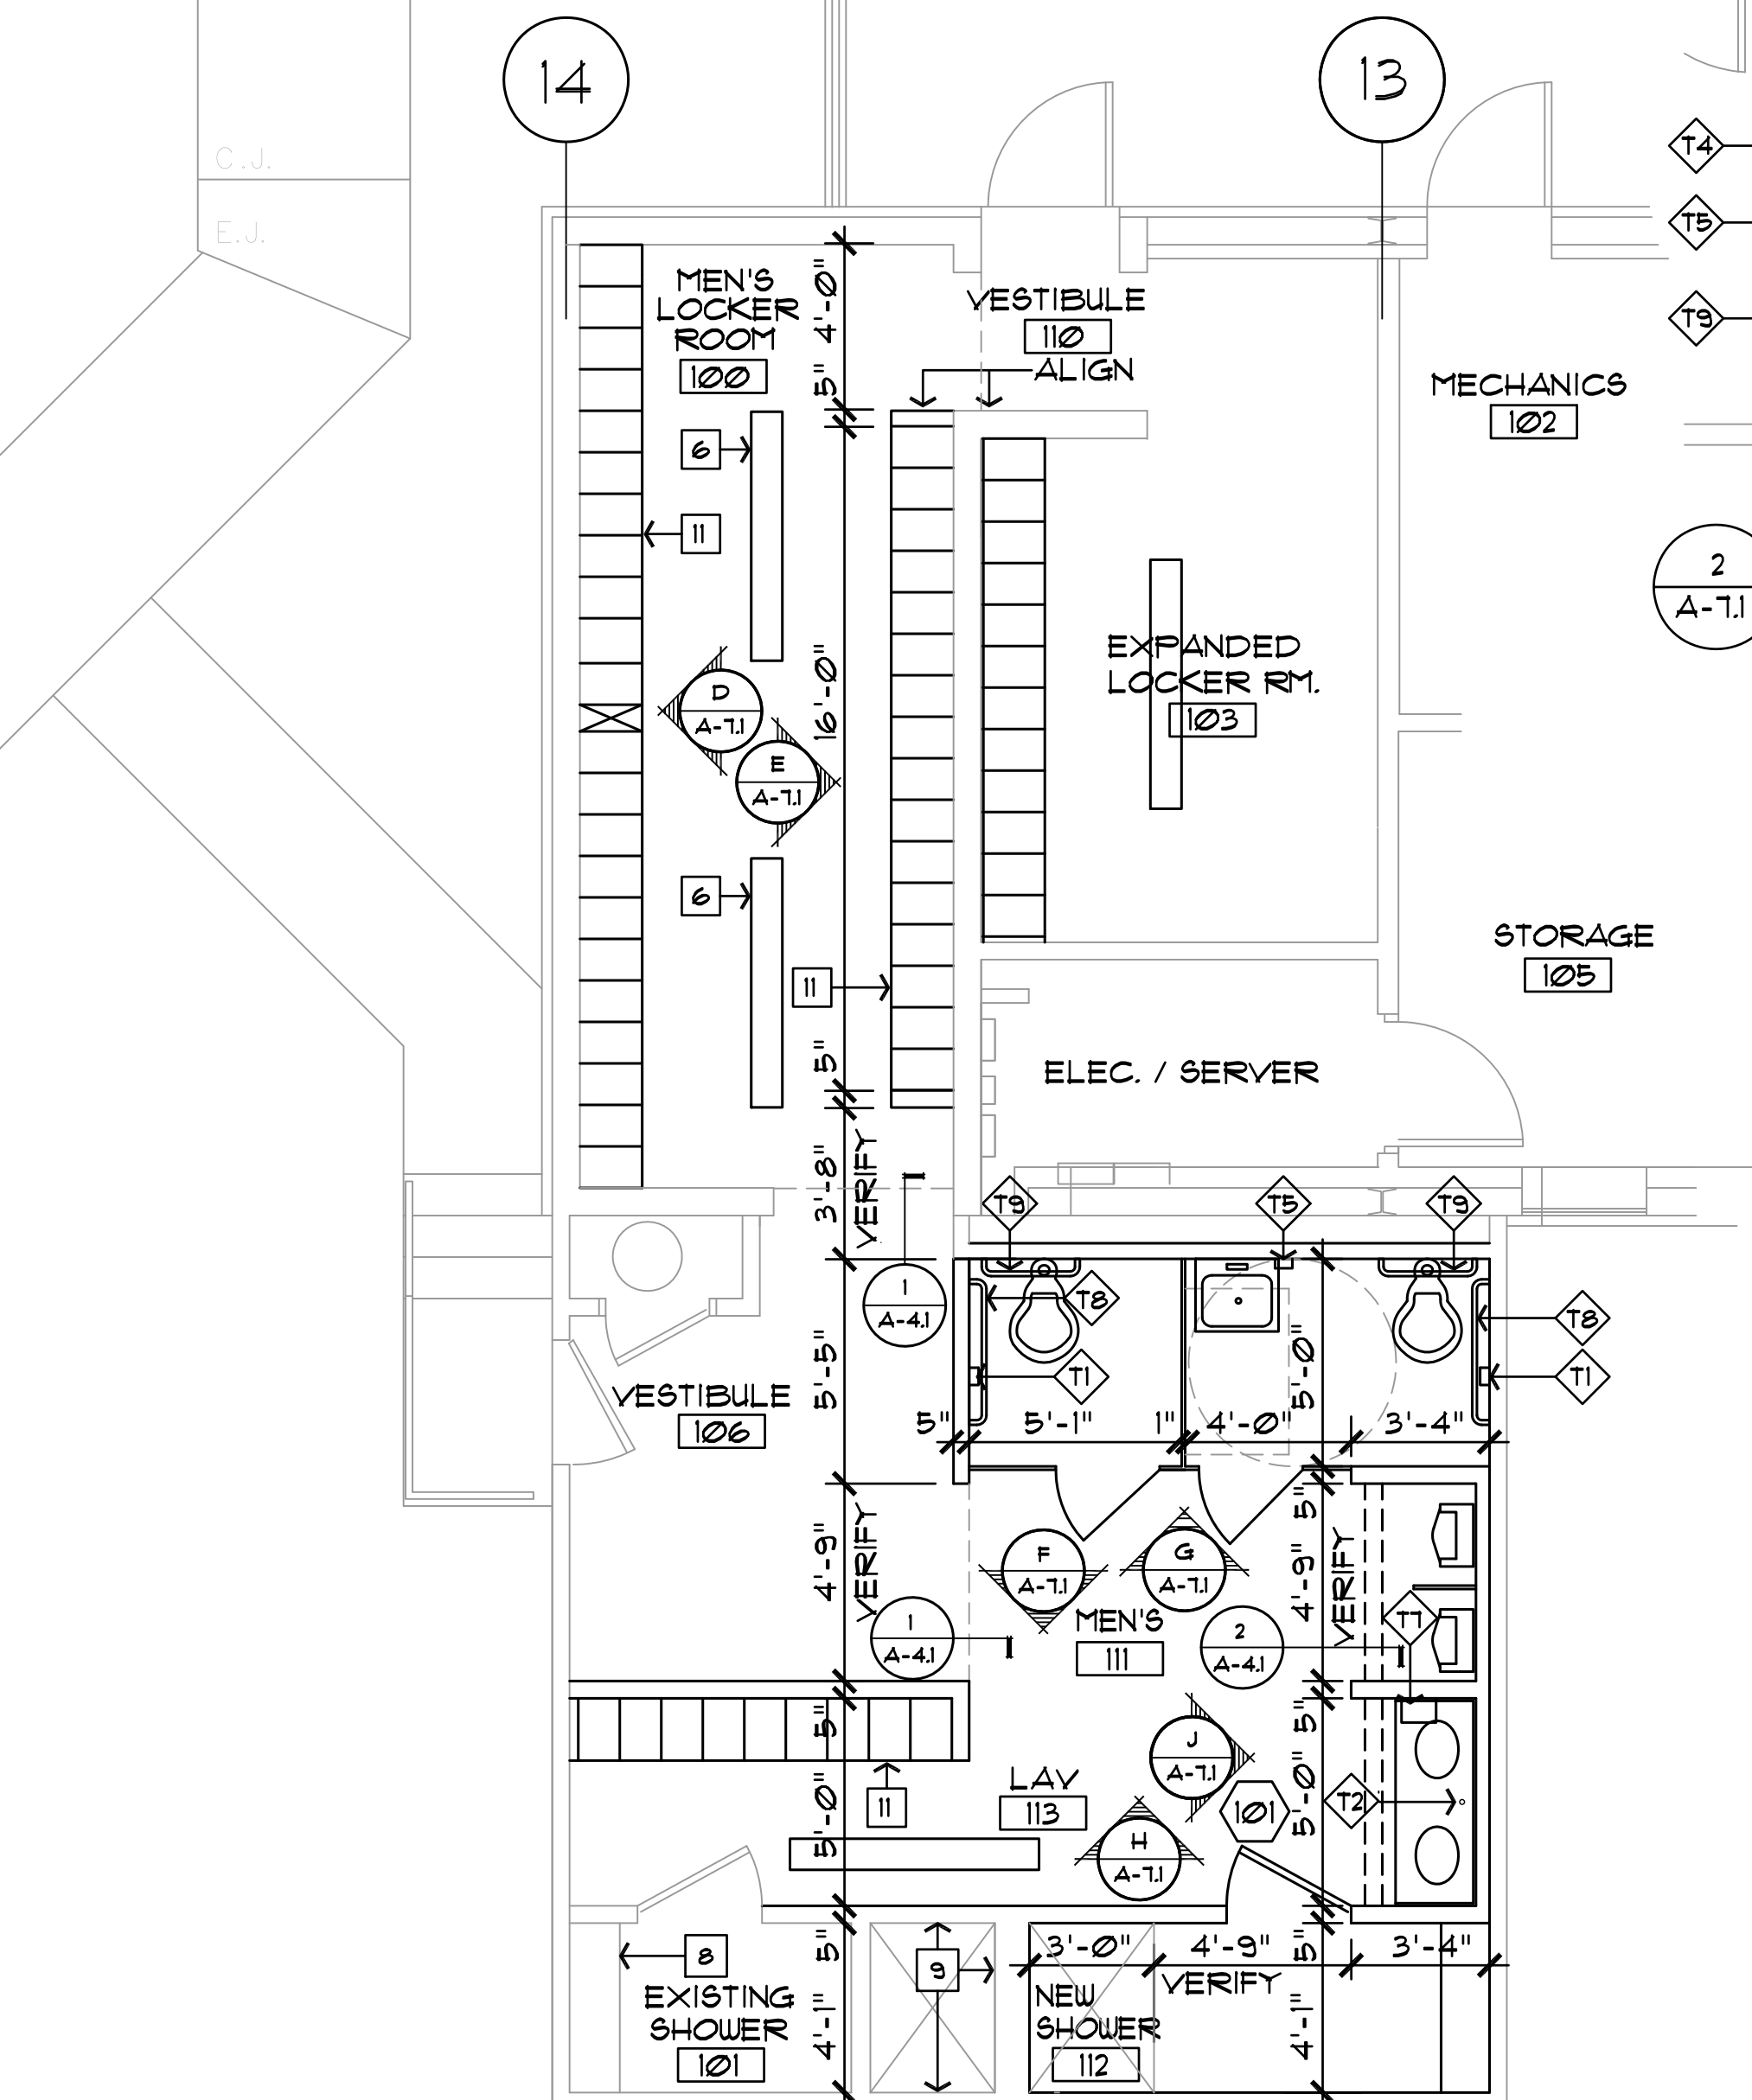 14
13
C.J.
E.J.
T4
T5
T9
MEN'S
LOCKER
ROOM
100
4'-0"
VESTIBULE
110
ALIGN
5"
MECHANICS
102
6
11
2
A-7.1
16'-0"
EXPANDED
LOCKER RM.
103
D
A-7.1
E
A-7.1
6
11
STORAGE
105
5"
ELEC. / SERVER
3'-8"
VERIFY
T9
T5
T9
1
A-4.1
T8
T8
T1
T1
5'-5"
5'-0"
VESTIBULE
106
5"
5'-1"
1"
4'-0"
3'-4"
5"
4'-9"
VERIFY
F
A-7.1
G
A-7.1
4'-9"
VERIFY
1
A-4.1
MEN'S
111
2
A-4.1
T7
5"
5"
J
A-7.1
LAV
113
11
5'-0"
5'-0"
101
T2
H
A-7.1
5"
8
9
3'-0"
4'-9"
VERIFY
5"
3'-4"
EXISTING
SHOWER
101
4'-1"
NEW
SHOWER
112
4'-1"